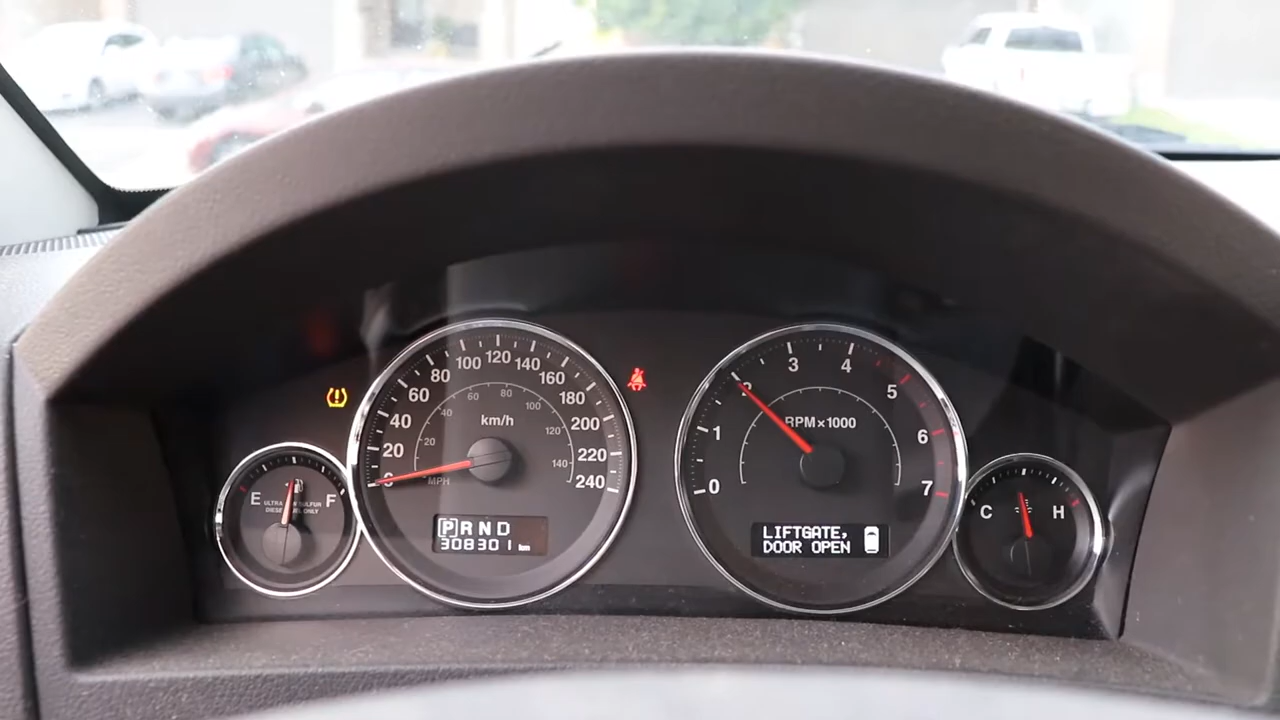 E F
ULTRA LOW SULFUR
DIESEL FUEL ONLY
0 20 40 60 80 100 120 140 160 180 200 220 240
20 40 60 80 100 120 140
km/h
MPH
P R N D
308301 km
0 1 2 3 4 5 6 7
RPM×1000
LIFTGATE,
DOOR OPEN
C H